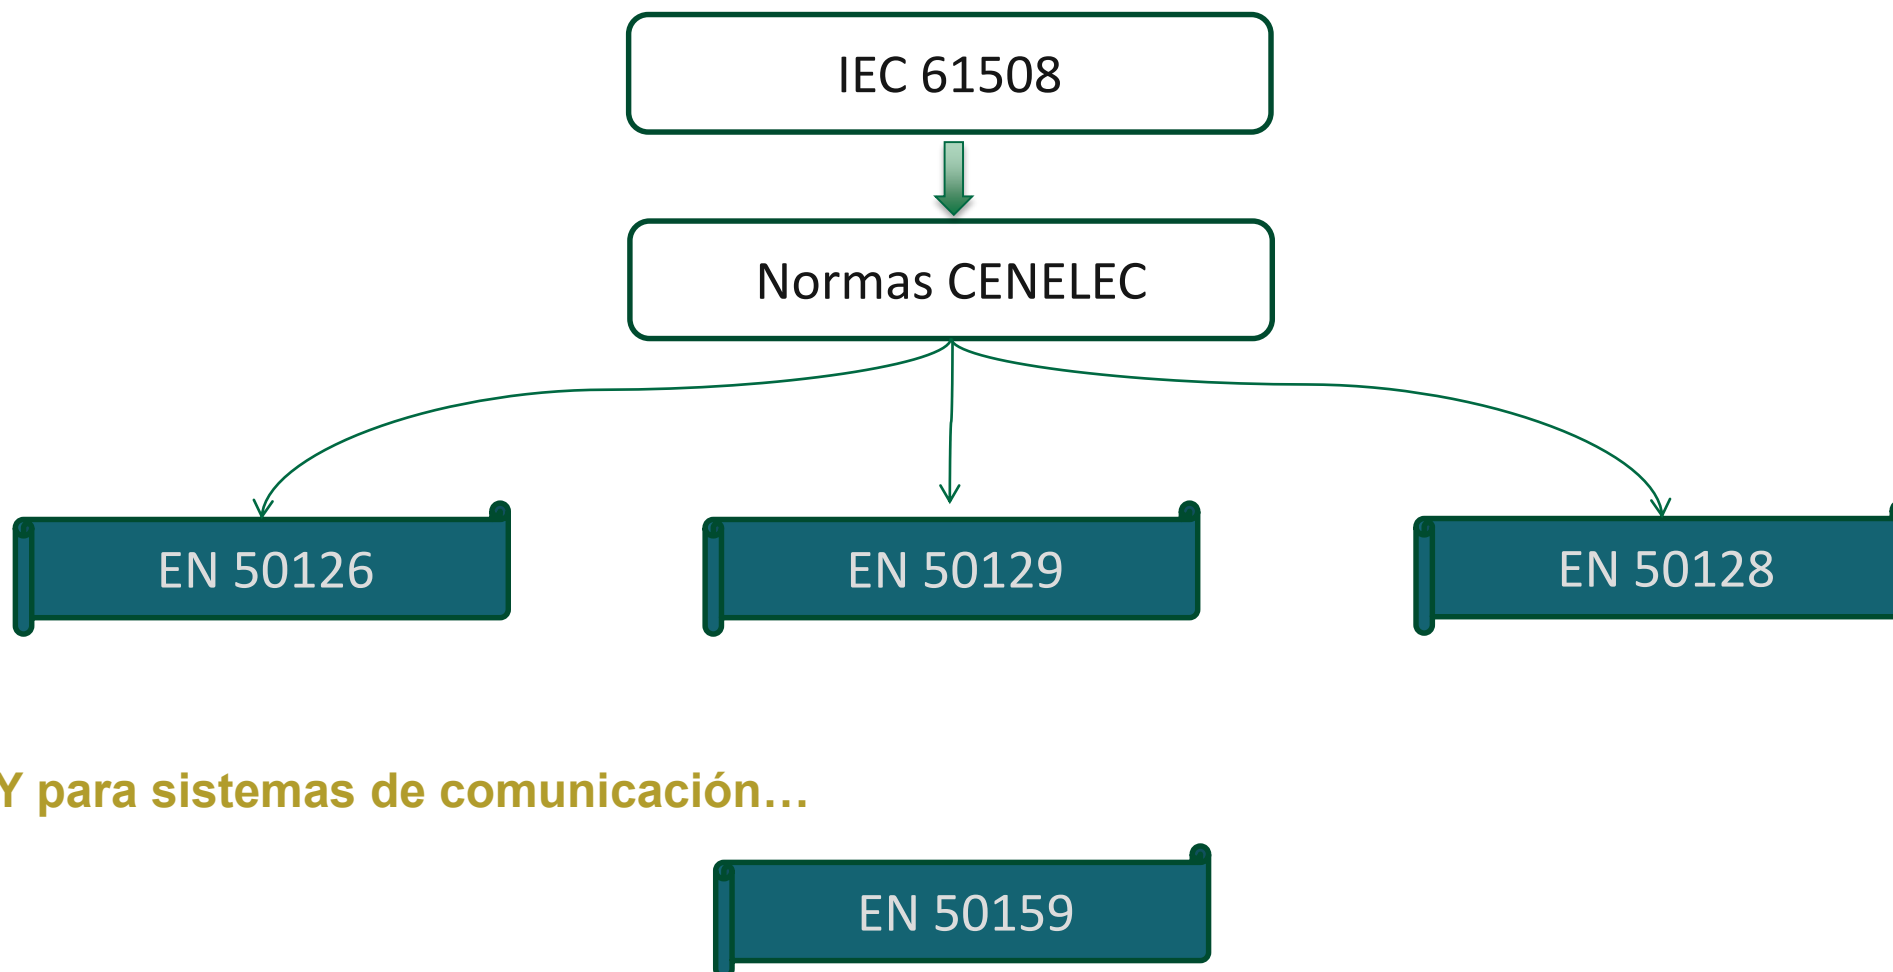 IEC 61508
Normas CENELEC
EN 50126
EN 50129
EN 50128
Y para sistemas de comunicación…
EN 50159